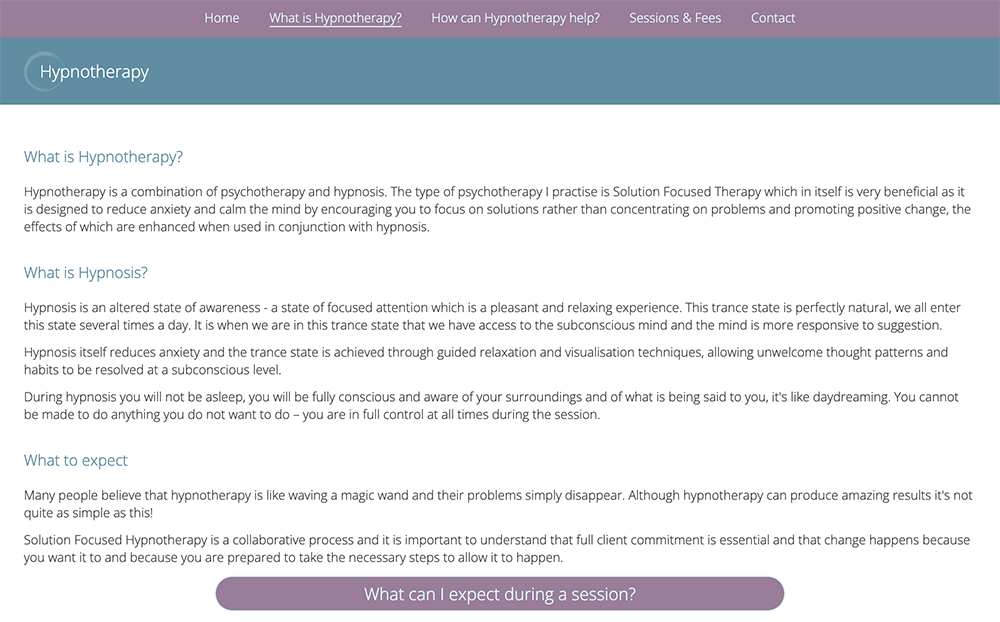 Home What is Hypnotherapy? How can Hypnotherapy help? Sessions & Fees Contact
Hypnotherapy
What is Hypnotherapy?
Hypnotherapy is a combination of psychotherapy and hypnosis. The type of psychotherapy I practise is Solution Focused Therapy which in itself is very beneficial as it
is designed to reduce anxiety and calm the mind by encouraging you to focus on solutions rather than concentrating on problems and promoting positive change, the
effects of which are enhanced when used in conjunction with hypnosis.
What is Hypnosis?
Hypnosis is an altered state of awareness - a state of focused attention which is a pleasant and relaxing experience. This trance state is perfectly natural, we all enter
this state several times a day. It is when we are in this trance state that we have access to the subconscious mind and the mind is more responsive to suggestion.
Hypnosis itself reduces anxiety and the trance state is achieved through guided relaxation and visualisation techniques, allowing unwelcome thought patterns and
habits to be resolved at a subconscious level.
During hypnosis you will not be asleep, you will be fully conscious and aware of your surroundings and of what is being said to you, it's like daydreaming. You cannot
be made to do anything you do not want to do – you are in full control at all times during the session.
What to expect
Many people believe that hypnotherapy is like waving a magic wand and their problems simply disappear. Although hypnotherapy can produce amazing results it's not
quite as simple as this!
Solution Focused Hypnotherapy is a collaborative process and it is important to understand that full client commitment is essential and that change happens because
you want it to and because you are prepared to take the necessary steps to allow it to happen.
What can I expect during a session?